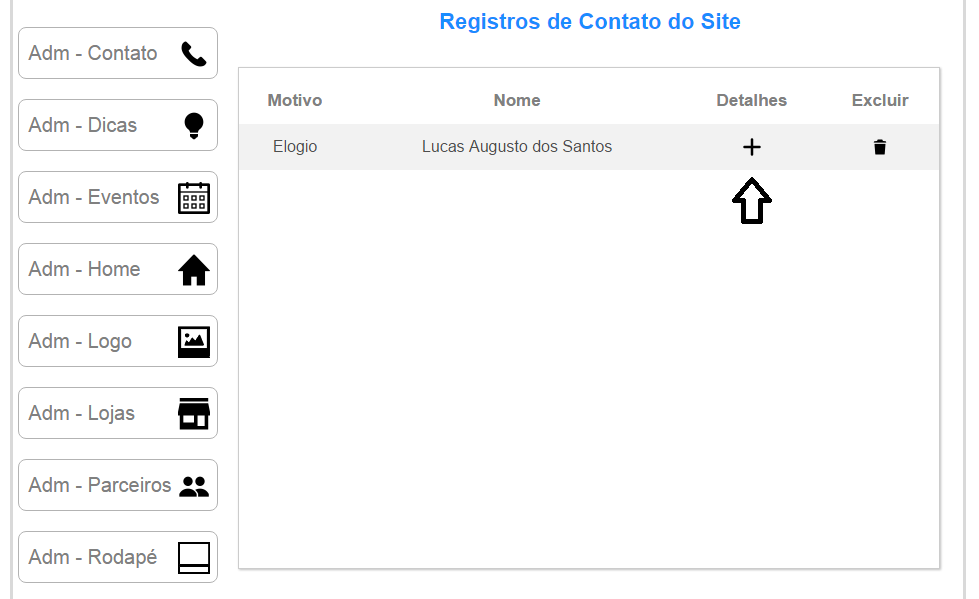 Registros de Contato do Site
Adm - Contato
Adm - Dicas
Adm - Eventos
Adm - Home
Adm - Logo
Adm - Lojas
Adm - Parceiros
Adm - Rodapé
Motivo Nome Detalhes Excluir
Elogio Lucas Augusto dos Santos